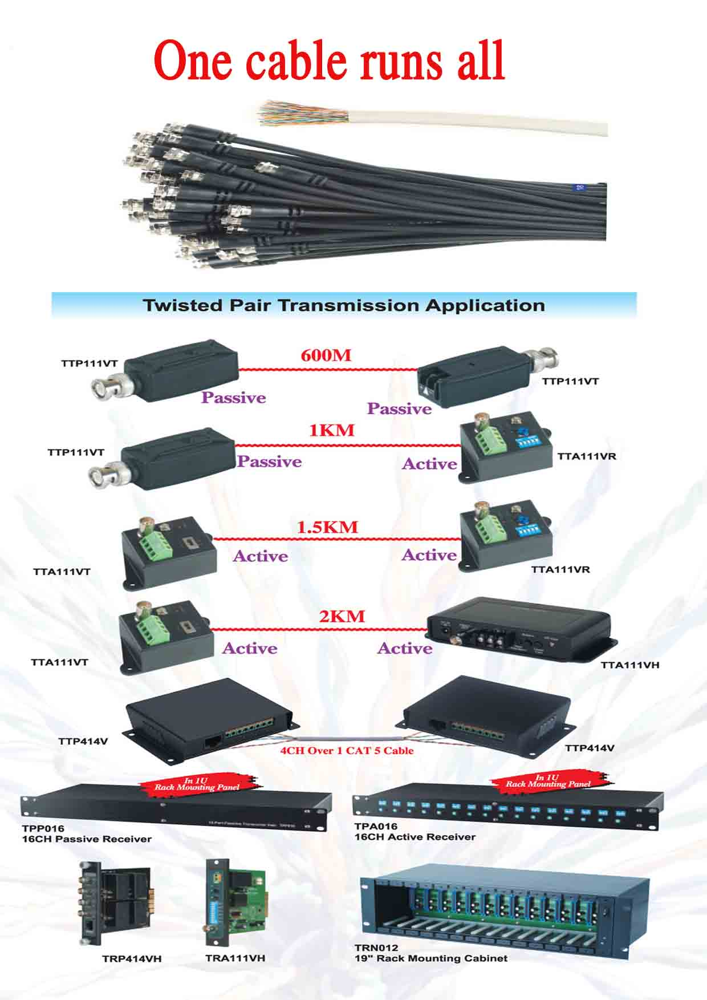 One cable runs all
18
Twisted Pair Transmission Application
TTP111VT
600M
TTP111VT
Passive
Passive
TTP111VT
1KM
TTA111VR
Passive
Active
TTA111VT
1.5KM
TTA111VR
Active
Active
TTA111VT
2KM
TTA111VH
Active
Active
TTP414V
4CH Over 1 CAT 5 Cable
TTP414V
In 1U
Rack Mounting Panel
In 1U
Rack Mounting Panel
TPP016
16CH Passive Receiver
TPA016
16CH Active Receiver
TRP414VH
TRA111VH
TRN012
19" Rack Mounting Cabinet